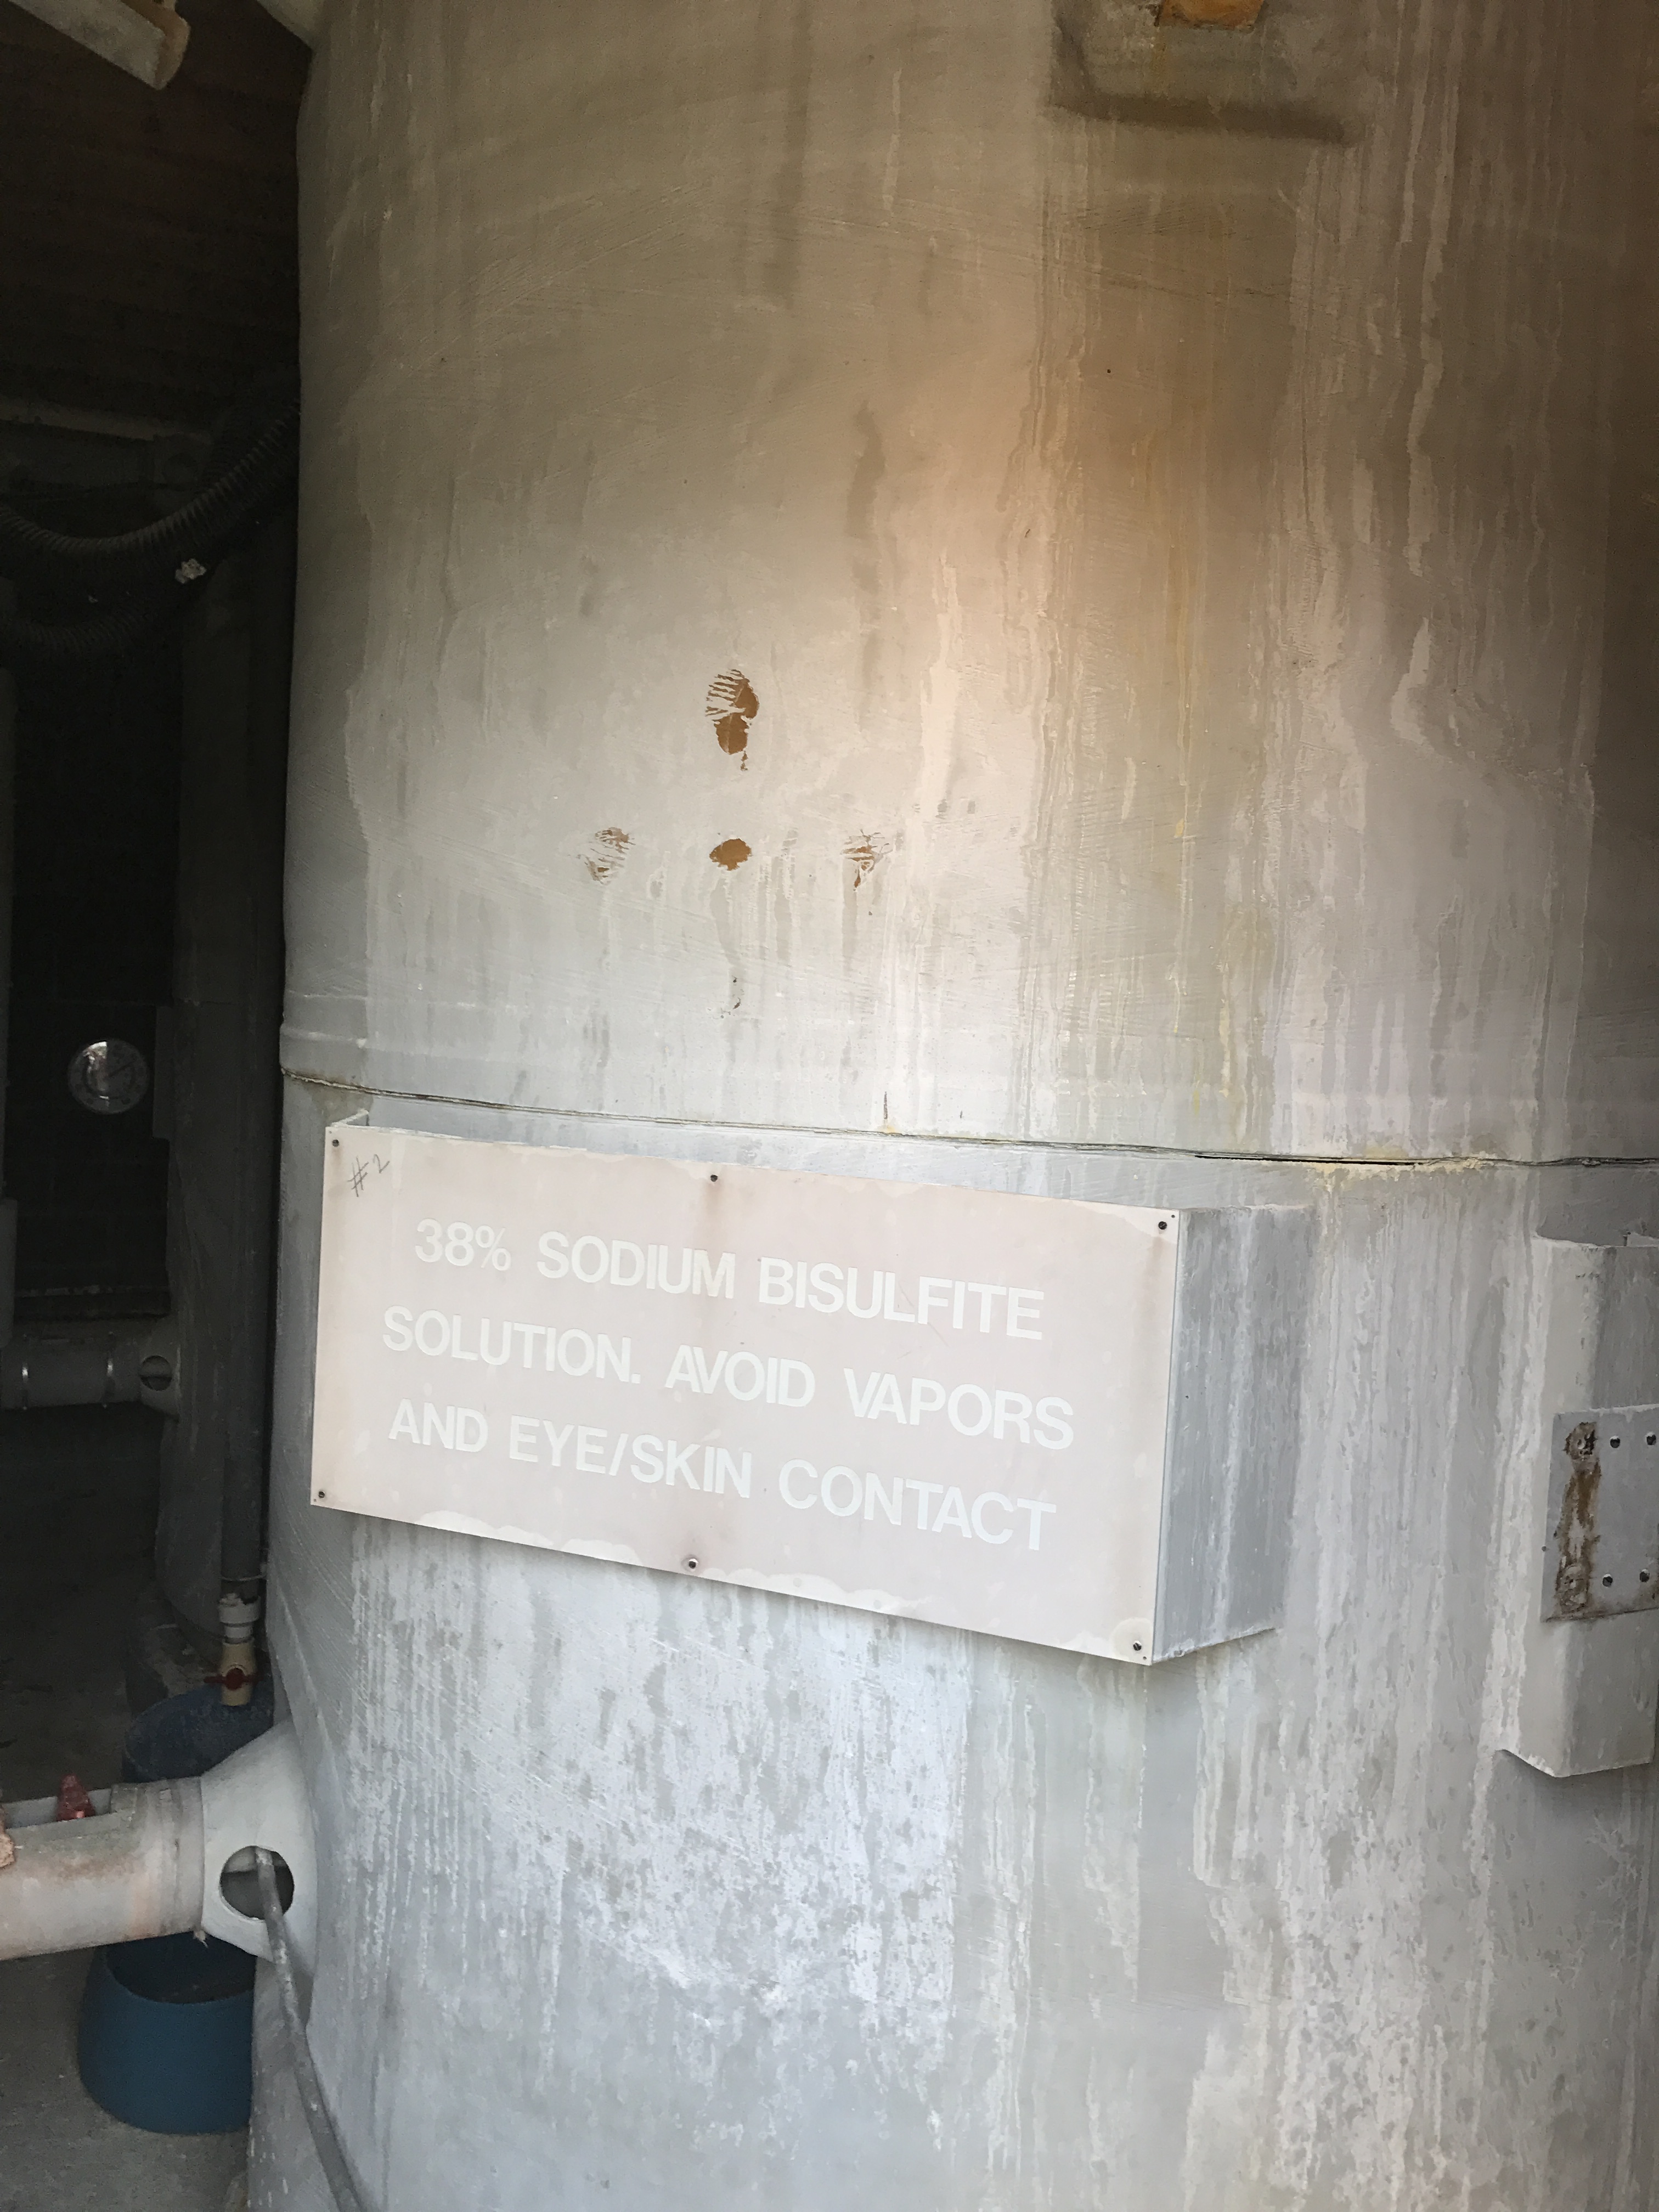 #2
38% SODIUM BISULFITE
SOLUTION. AVOID VAPORS
AND EYE/SKIN CONTACT